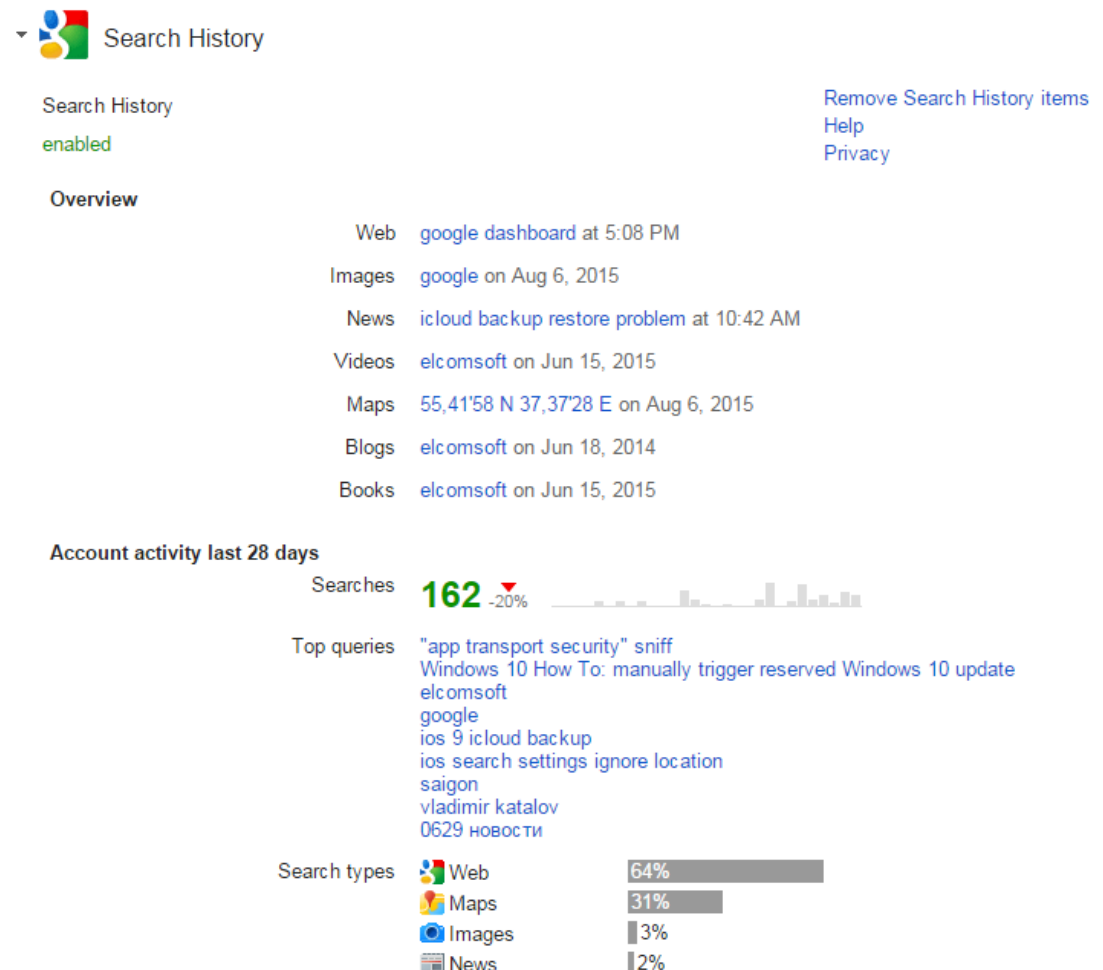 Search History
Search History
enabled
Remove Search History items
Help
Privacy
Overview
Web google dashboard at 5:08 PM
Images google on Aug 6, 2015
News icloud backup restore problem at 10:42 AM
Videos elcomsoft on Jun 15, 2015
Maps 55,41'58 N 37,37'28 E on Aug 6, 2015
Blogs elcomsoft on Jun 18, 2014
Books elcomsoft on Jun 15, 2015
Account activity last 28 days
Searches 162 -20%
Top queries "app transport security" sniff
Windows 10 How To: manually trigger reserved Windows 10 update
elcomsoft
google
ios 9 icloud backup
ios search settings ignore location
saigon
vladimir katalov
0629 новости
Search types Web 64%
Maps 31%
Images 3%
News 2%